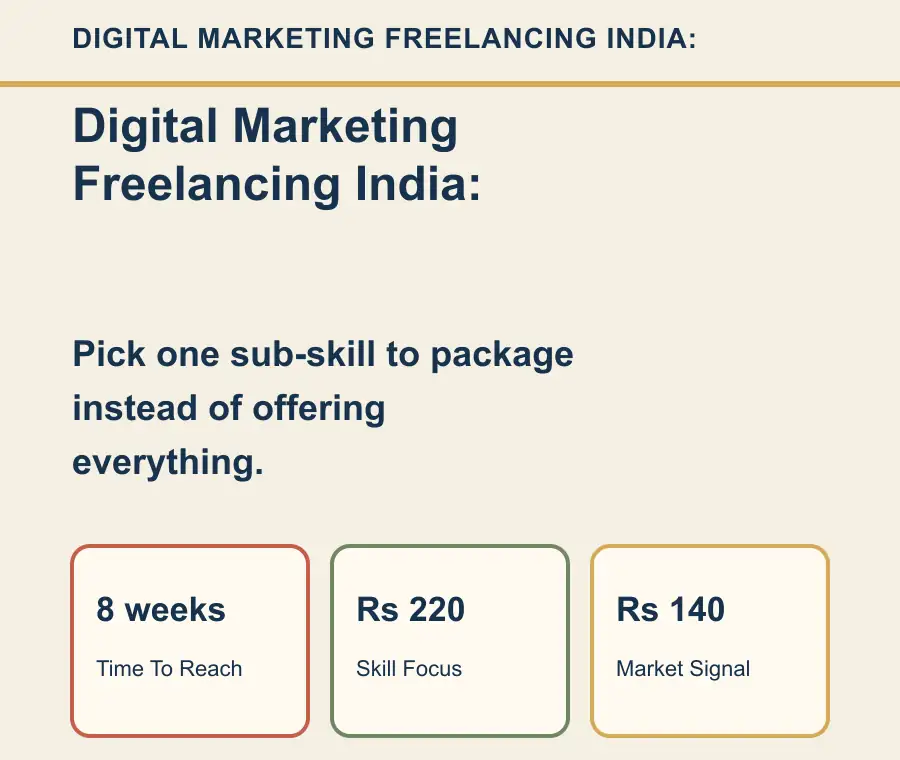 DIGITAL MARKETING FREELANCING INDIA:
Digital Marketing
Freelancing India:
Pick one sub-skill to package
instead of offering
everything.
8 weeks
Time To Reach
Rs 220
Skill Focus
Rs 140
Market Signal